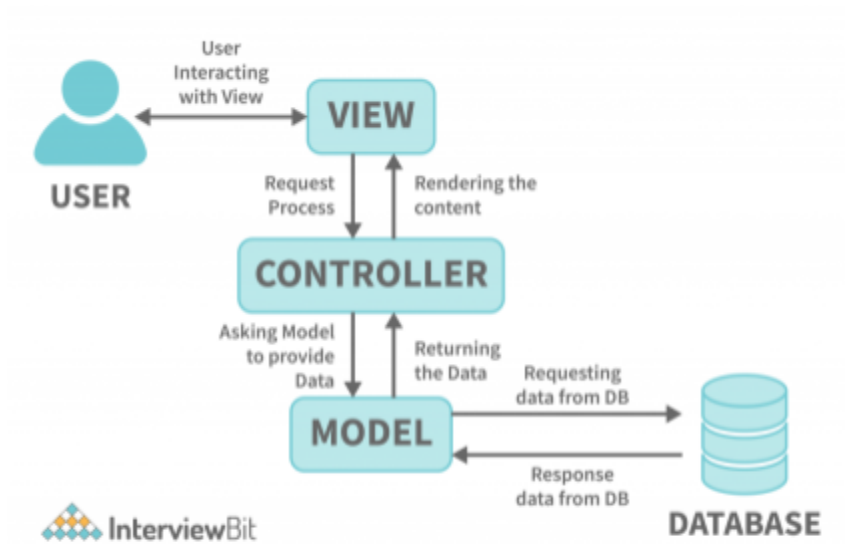 User
Interacting
with View
VIEW
USER
Request
Process
Rendering the
content
CONTROLLER
Asking Model
to provide
Data
Returning
the Data
Requesting
data from DB
MODEL
Response
data from DB
DATABASE
InterviewBit